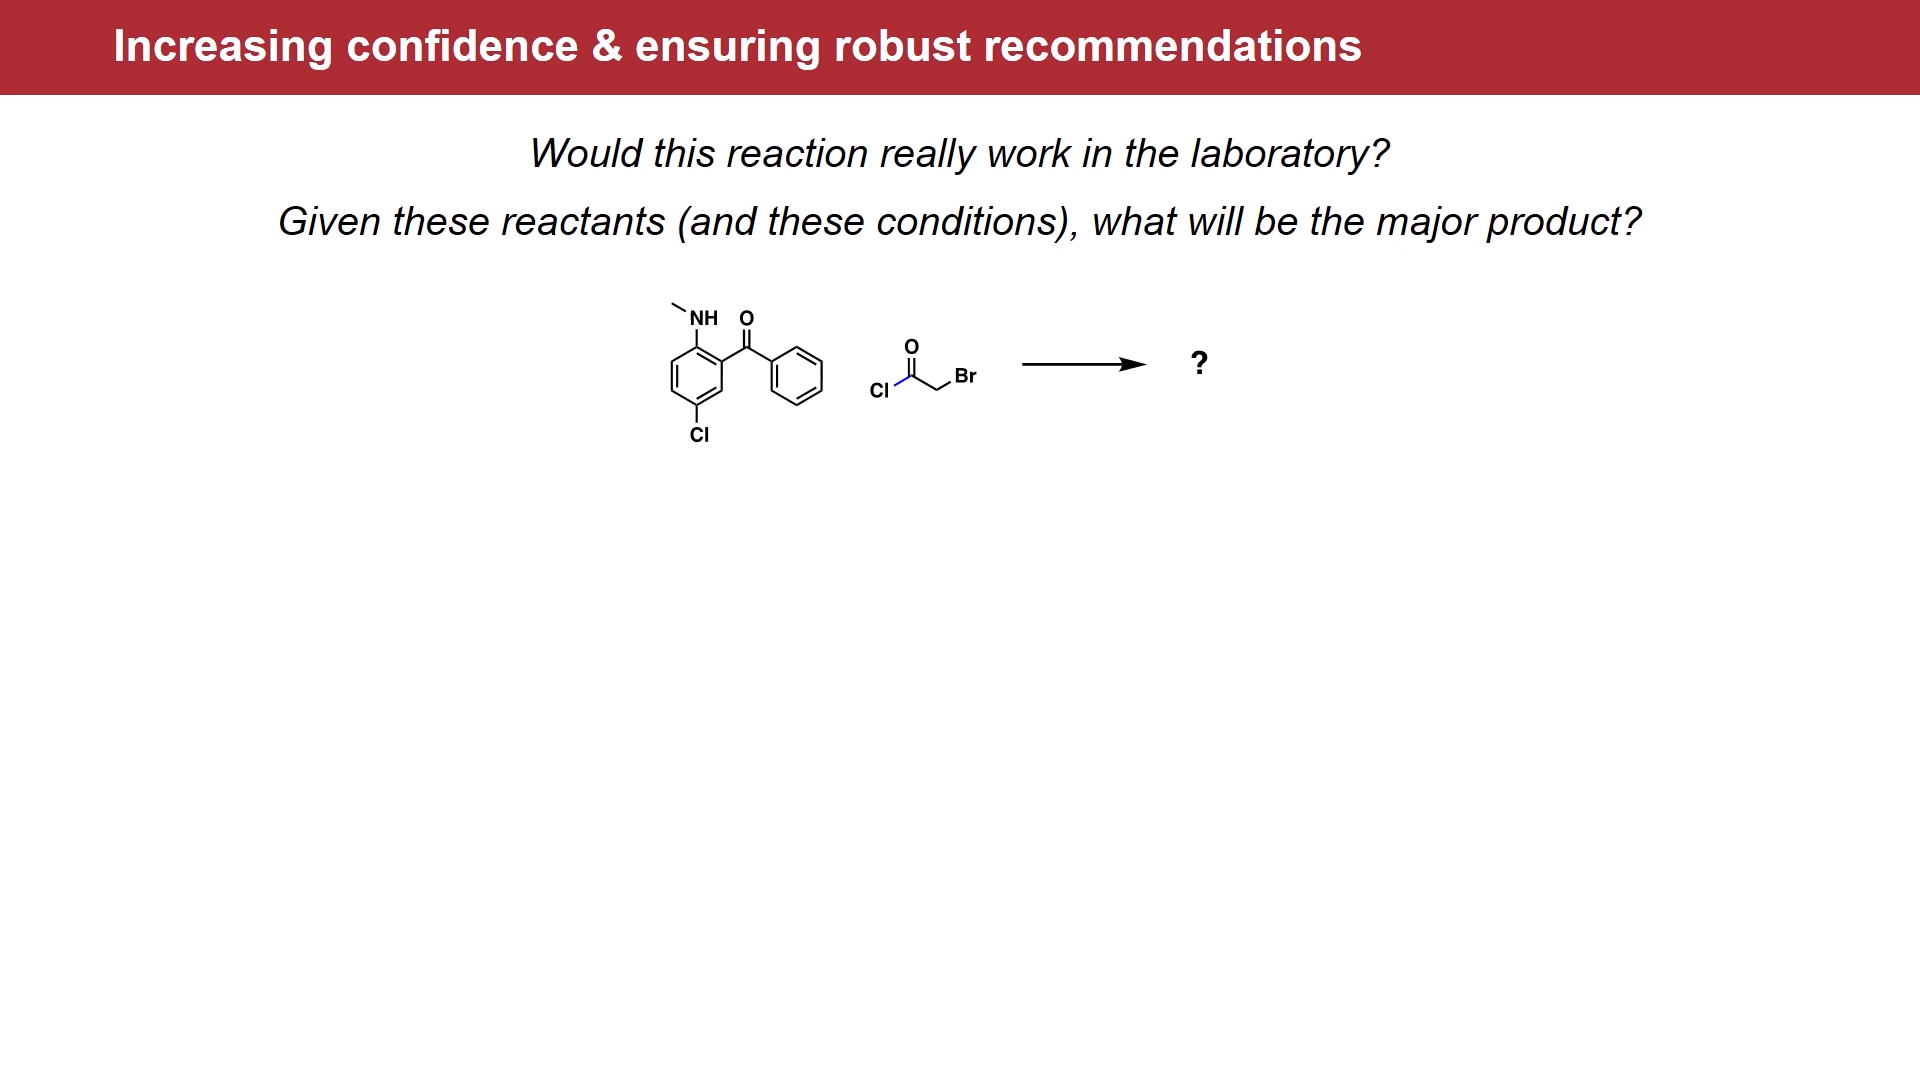 Increasing confidence & ensuring robust recommendations
Would this reaction really work in the laboratory?
Given these reactants (and these conditions), what will be the major product?
NH O
O
Br
Cl
?
Cl